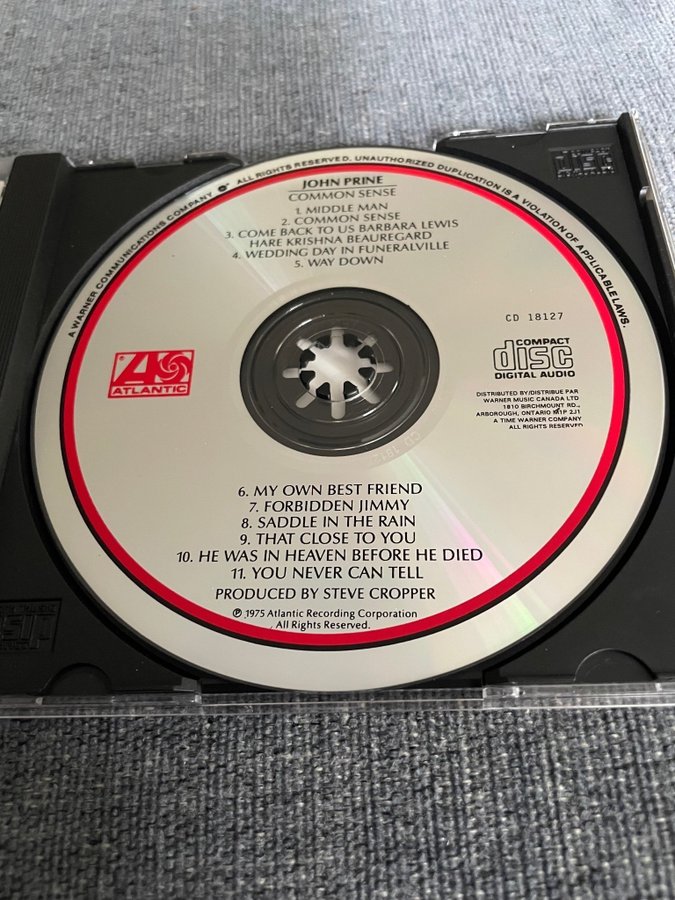 A WARNER COMMUNICATIONS COMPANY ALL RIGHTS RESERVED. UNAUTHORIZED DUPLICATION IS A VIOLATION OF APPLICABLE LAWS.
JOHN PRINE
COMMON SENSE
1. MIDDLE MAN
2. COMMON SENSE
3. COME BACK TO US BARBARA LEWIS
HARE KRISHNA BEAUREGARD
4. WEDDING DAY IN FUNERALVILLE
5. WAY DOWN
CD 18127
ATLANTIC
COMPACT
disc
DIGITAL AUDIO
DISTRIBUTED BY/DISTRIBUE PAR
WARNER MUSIC CANADA LTD
1810 BIRCHMOUNT RD.,
ARBOROUGH, ONTARIO M1P 2J1
A TIME WARNER COMPANY
ALL RIGHTS RESERVED
6. MY OWN BEST FRIEND
7. FORBIDDEN JIMMY
8. SADDLE IN THE RAIN
9. THAT CLOSE TO YOU
10. HE WAS IN HEAVEN BEFORE HE DIED
11. YOU NEVER CAN TELL
PRODUCED BY STEVE CROPPER
℗ 1975 Atlantic Recording Corporation
All Rights Reserved.